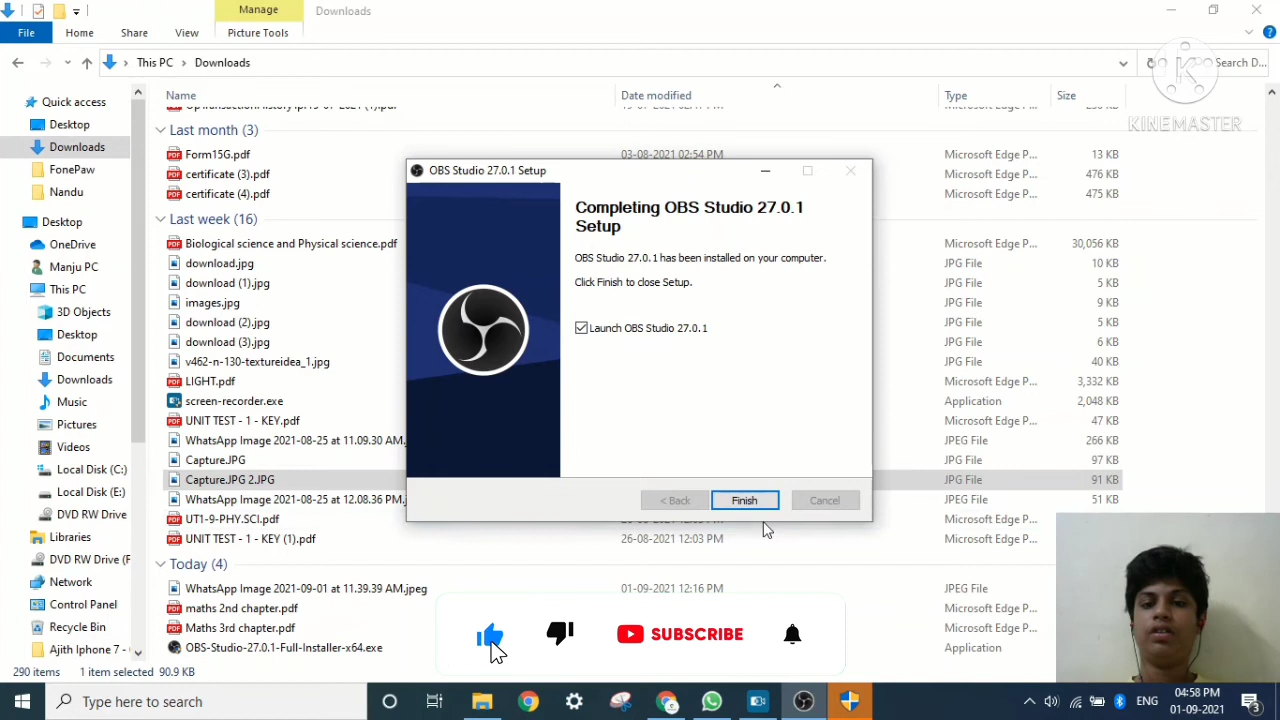 Manage
Downloads
File
Home
Share
View
Picture Tools
This PC
Downloads
Search D...
KINEMASTER
Name
Date modified
Type
Size
Quick access
Desktop
Downloads
FonePaw
Nandu
Desktop
OneDrive
Manju PC
This PC
3D Objects
Desktop
Documents
Downloads
Music
Pictures
Videos
Local Disk (C:)
Local Disk (E:)
DVD RW Drive
Libraries
DVD RW Drive (F
Network
Control Panel
Recycle Bin
Ajith Iphone 7 -
Last month (3)
Form15G.pdf 03-08-2021 02:54 PM Microsoft Edge P... 13 KB
certificate (3).pdf Microsoft Edge P... 476 KB
certificate (4).pdf Microsoft Edge P... 475 KB
Last week (16)
Biological science and Physical science.pdf Microsoft Edge P... 30,056 KB
download.jpg JPG File 10 KB
download (1).jpg JPG File 5 KB
images.jpg JPG File 9 KB
download (2).jpg JPG File 5 KB
download (3).jpg JPG File 6 KB
v462-n-130-textureidea_1.jpg JPG File 40 KB
LIGHT.pdf Microsoft Edge P... 3,332 KB
screen-recorder.exe Application 2,048 KB
UNIT TEST - 1 - KEY.pdf Microsoft Edge P... 47 KB
WhatsApp Image 2021-08-25 at 11.09.30 AM. JPEG File 266 KB
Capture.JPG JPG File 97 KB
Capture.JPG 2.JPG JPG File 91 KB
WhatsApp Image 2021-08-25 at 12.08.36 PM. JPEG File 51 KB
UT1-9-PHY.SCI.pdf
UNIT TEST - 1 - KEY (1).pdf 26-08-2021 12:03 PM
Today (4)
WhatsApp Image 2021-09-01 at 11.39.39 AM.jpeg 01-09-2021 12:16 PM JPEG File
maths 2nd chapter.pdf Microsoft Edge
Maths 3rd chapter.pdf Microsoft Edge
OBS-Studio-27.0.1-Full-Installer-x64.exe Application
OBS Studio 27.0.1 Setup
Completing OBS Studio 27.0.1
Setup
OBS Studio 27.0.1 has been installed on your computer.
Click Finish to close Setup.
Launch OBS Studio 27.0.1
< Back
Finish
Cancel
SUBSCRIBE
290 items 1 item selected 90.9 KB
Type here to search
ENG
04:58 PM
01-09-2021
3